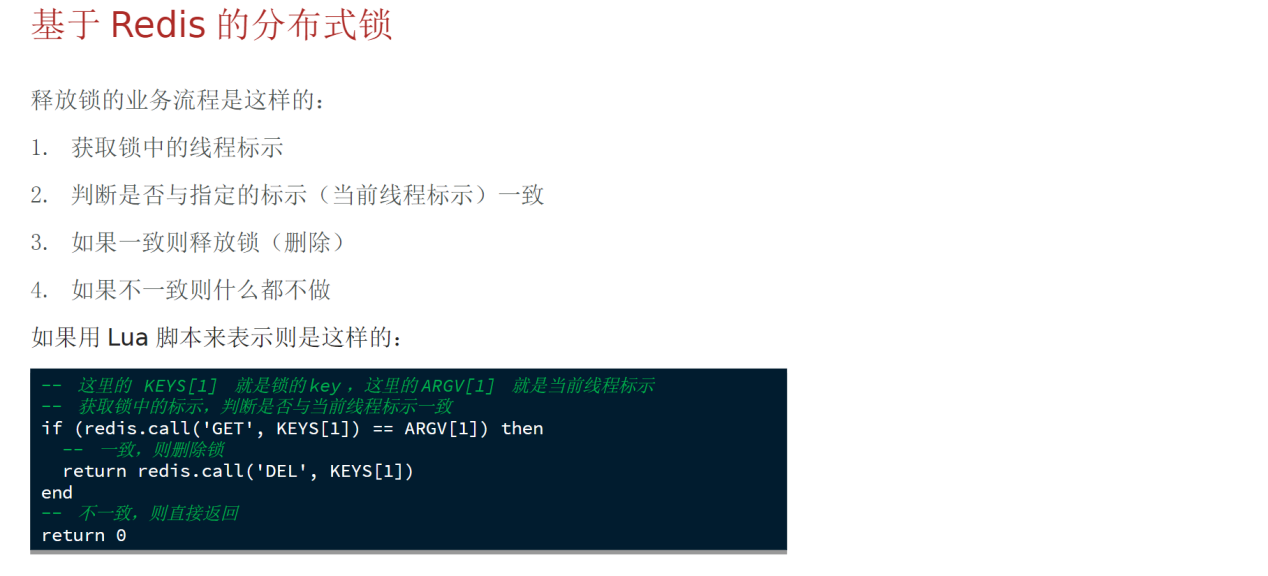 基于 Redis 的分布式锁
释放锁的业务流程是这样的：
1. 获取锁中的线程标示
2. 判断是否与指定的标示（当前线程标示）一致
3. 如果一致则释放锁（删除）
4. 如果不一致则什么都不做
如果用 Lua 脚本来表示则是这样的：
-- 这里的 KEYS[1] 就是锁的key，这里的ARGV[1] 就是当前线程标示
-- 获取锁中的标示，判断是否与当前线程标示一致
if (redis.call('GET', KEYS[1]) == ARGV[1]) then
  -- 一致，则删除锁
  return redis.call('DEL', KEYS[1])
end
-- 不一致，则直接返回
return 0